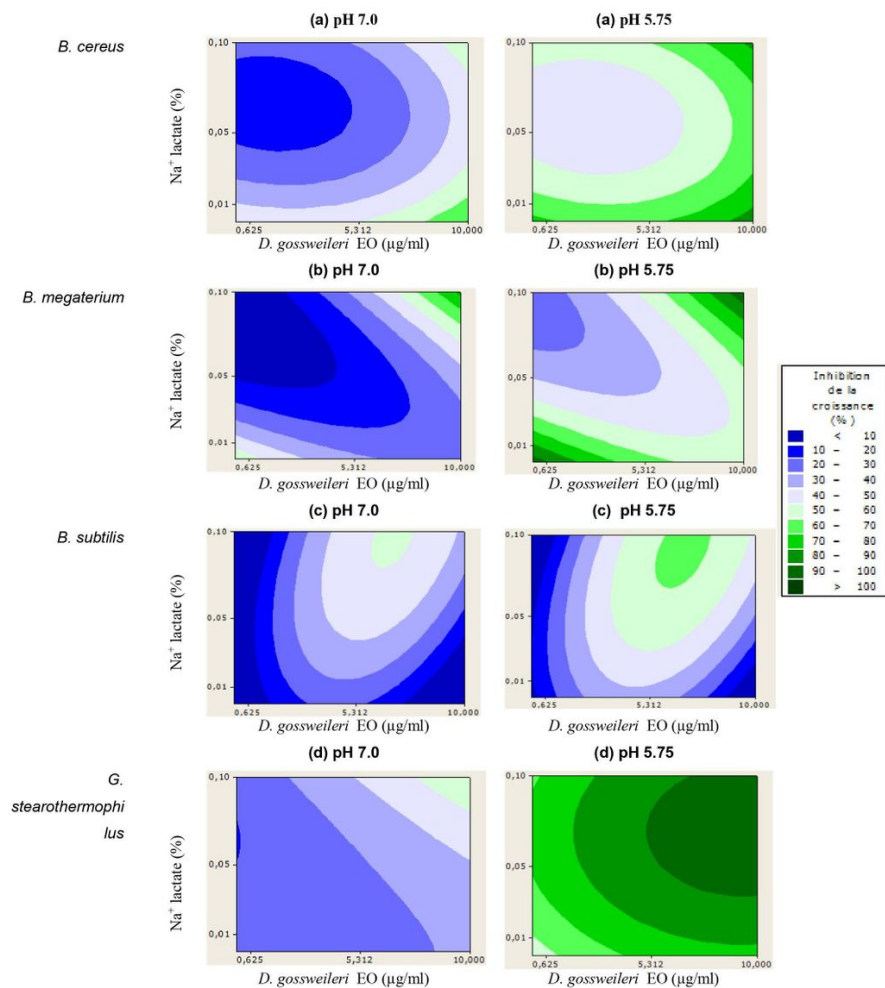 (a) pH 7.0 (a) pH 5.75
B. cereus
Na⁺ lactate (%)
0,10 0,10
0,05 0,05
0,01 0,01
0,625 5,312 10,000 0,625 5,312 10,000
D. gossweileri EO (µg/ml) D. gossweileri EO (µg/ml)
(b) pH 7.0 (b) pH 5.75
B. megaterium
Na⁺ lactate (%)
0,10 0,10
0,05 0,05
0,01 0,01
0,625 5,312 10,000 0,625 5,312 10,000
D. gossweileri EO (µg/ml) D. gossweileri EO (µg/ml)
Inhibition
de la
croissance
(%)
< 10
10 – 20
20 – 30
30 – 40
40 – 50
50 – 60
60 – 70
70 – 80
80 – 90
90 – 100
> 100
(c) pH 7.0 (c) pH 5.75
B. subtilis
Na⁺ lactate (%)
0,10 0,10
0,05 0,05
0,01 0,01
0,625 5,312 10,000 0,625 5,312 10,000
D. gossweileri EO (µg/ml) D. gossweileri EO (µg/ml)
(d) pH 7.0 (d) pH 5.75
G.
stearothermophi
lus
Na⁺ lactate (%)
0,10 0,10
0,05 0,05
0,01 0,01
0,625 5,312 10,000 0,625 5,312 10,000
D. gossweileri EO (µg/ml) D. gossweileri EO (µg/ml)